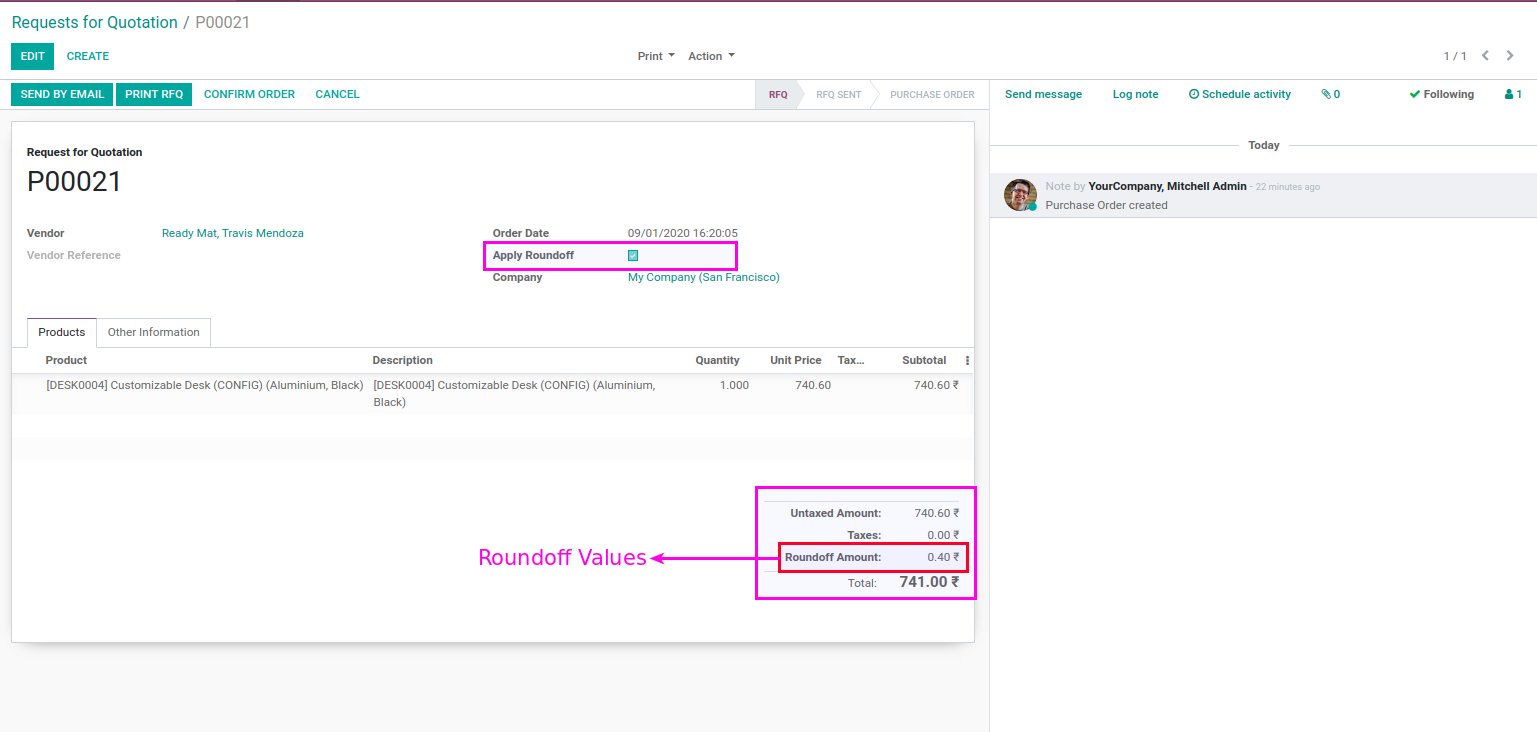 Requests for Quotation / P00021
EDIT CREATE Print Action 1 / 1
SEND BY EMAIL PRINT RFQ CONFIRM ORDER CANCEL RFQ RFQ SENT PURCHASE ORDER
Send message Log note Schedule activity 0 Following 1
Request for Quotation
P00021
Vendor Ready Mat, Travis Mendoza
Vendor Reference
Order Date 09/01/2020 16:20:05
Apply Roundoff
Company My Company (San Francisco)
Products Other Information
Product Description Quantity Unit Price Tax... Subtotal
[DESK0004] Customizable Desk (CONFIG) (Aluminium, Black) [DESK0004] Customizable Desk (CONFIG) (Aluminium, 1.000 740.60 740.60 ₹
Black)
Untaxed Amount: 740.60 ₹
Taxes: 0.00 ₹
Roundoff Values Roundoff Amount: 0.40 ₹
Total: 741.00 ₹
Today
Note by YourCompany, Mitchell Admin - 22 minutes ago
Purchase Order created